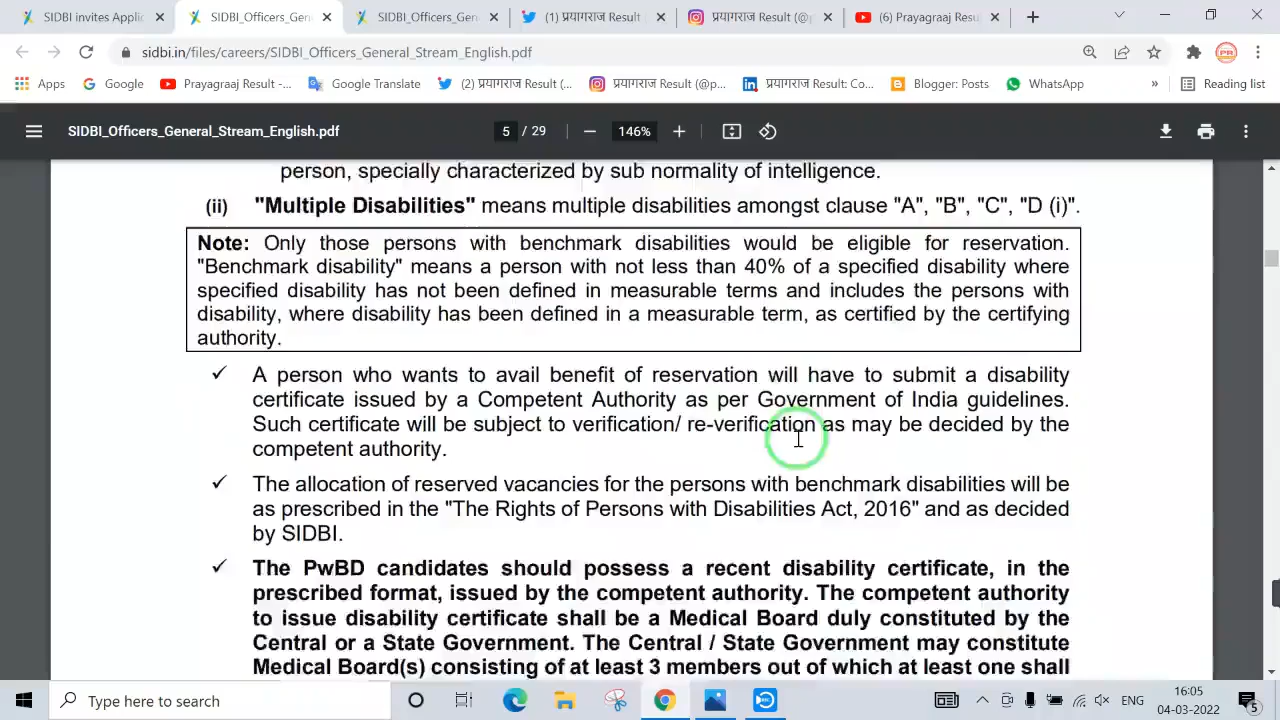 SIDBI invites Applic
SIDBI_Officers_Gener
SIDBI_Officers_Gene
(1) प्रयागराज Result
प्रयागराज Result (@p
(6) Prayagraaj Resu
sidbi.in/files/careers/SIDBI_Officers_General_Stream_English.pdf
Apps
Google
Prayagraaj Result -...
Google Translate
(2) प्रयागराज Result (...
प्रयागराज Result (@p...
प्रयागराज Result: Co...
Blogger: Posts
WhatsApp
»
Reading list
SIDBI_Officers_General_Stream_English.pdf
5 / 29
146%
person, specially characterized by sub normality of intelligence.
(ii) "Multiple Disabilities" means multiple disabilities amongst clause "A", "B", "C", "D (i)".
Note: Only those persons with benchmark disabilities would be eligible for reservation.
"Benchmark disability" means a person with not less than 40% of a specified disability where
specified disability has not been defined in measurable terms and includes the persons with
disability, where disability has been defined in a measurable term, as certified by the certifying
authority.
✓ A person who wants to avail benefit of reservation will have to submit a disability
certificate issued by a Competent Authority as per Government of India guidelines.
Such certificate will be subject to verification/ re-verification as may be decided by the
competent authority.
✓ The allocation of reserved vacancies for the persons with benchmark disabilities will be
as prescribed in the "The Rights of Persons with Disabilities Act, 2016" and as decided
by SIDBI.
✓ The PwBD candidates should possess a recent disability certificate, in the
prescribed format, issued by the competent authority. The competent authority
to issue disability certificate shall be a Medical Board duly constituted by the
Central or a State Government. The Central / State Government may constitute
Medical Board(s) consisting of at least 3 members out of which at least one shall
Type here to search
ENG
16:05
04-03-2022
5